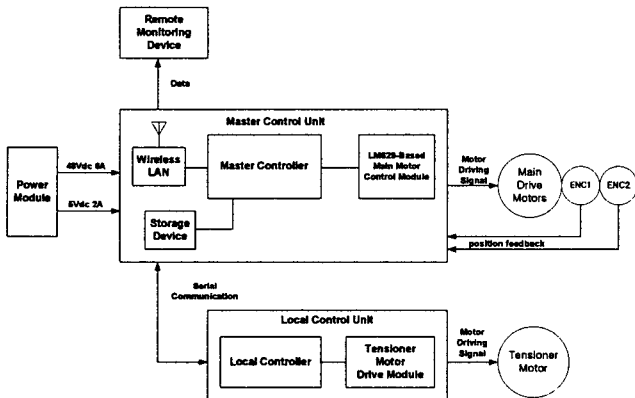 Remote
Monitoring
Device
Data
Master Control Unit
48Vdc 6A
Wireless
LAN
Master Controller
LM629-Based
Main Motor
Control Module
Motor
Driving
Signal
Main
Drive
Motors
ENC1
ENC2
Power
Module
5Vdc 2A
Storage
Device
position feedback
Serial
Communication
Local Control Unit
Local Controller
Tensioner
Motor
Drive Module
Motor
Driving
Signal
Tensioner
Motor